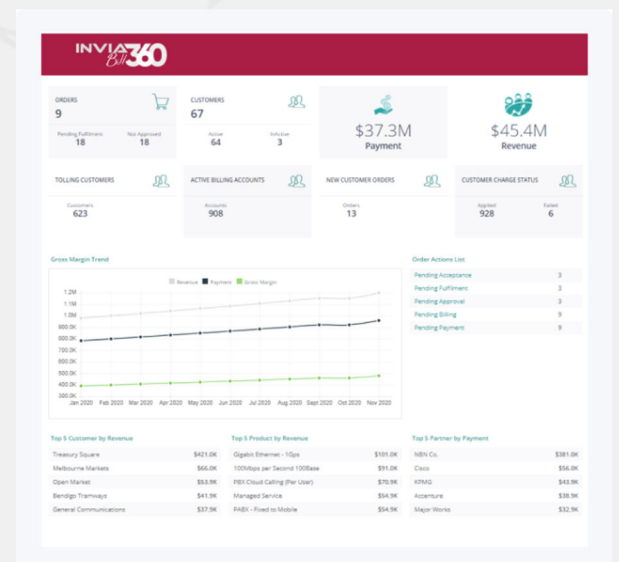 INVIA
Bill 360
ORDERS
9
Pending Fulfilment Not Approved
18 18
CUSTOMERS
67
Active Inactive
64 3
$37.3M
Payment
$45.4M
Revenue
TOLLING CUSTOMERS
Customers
623
ACTIVE BILLING ACCOUNTS
Accounts
908
NEW CUSTOMER ORDERS
Orders
13
CUSTOMER CHARGE STATUS
Applied Failed
928 6
Gross Margin Trend
Revenue Payment Gross Margin
1.2M
1.1M
1.0M
900.0K
800.0K
700.0K
600.0K
500.0K
400.0K
300.0K
Jan 2020 Feb 2020 Mar 2020 Apr 2020 May 2020 Jun 2020 Jul 2020 Aug 2020 Sept 2020 Oct 2020 Nov 2020
Order Actions List
Pending Acceptance 3
Pending Fulfilment 3
Pending Approval 3
Pending Billing 9
Pending Payment 9
Top 5 Customer by Revenue
Treasury Square $421.0K
Melbourne Markets $66.0K
Open Market $53.9K
Bendigo Tramways $41.9K
General Communications $37.9K
Top 5 Product by Revenue
Gigabit Ethernet - 1Gps $101.0K
100Mbps per Second 100Base $91.0K
PBX Cloud Calling (Per User) $70.9K
Managed Service $54.9K
PABX - Fixed to Mobile $54.9K
Top 5 Partner by Payment
NBN Co. $381.0K
Cisco $56.0K
KPMG $43.9K
Accenture $38.9K
Major Works $32.9K